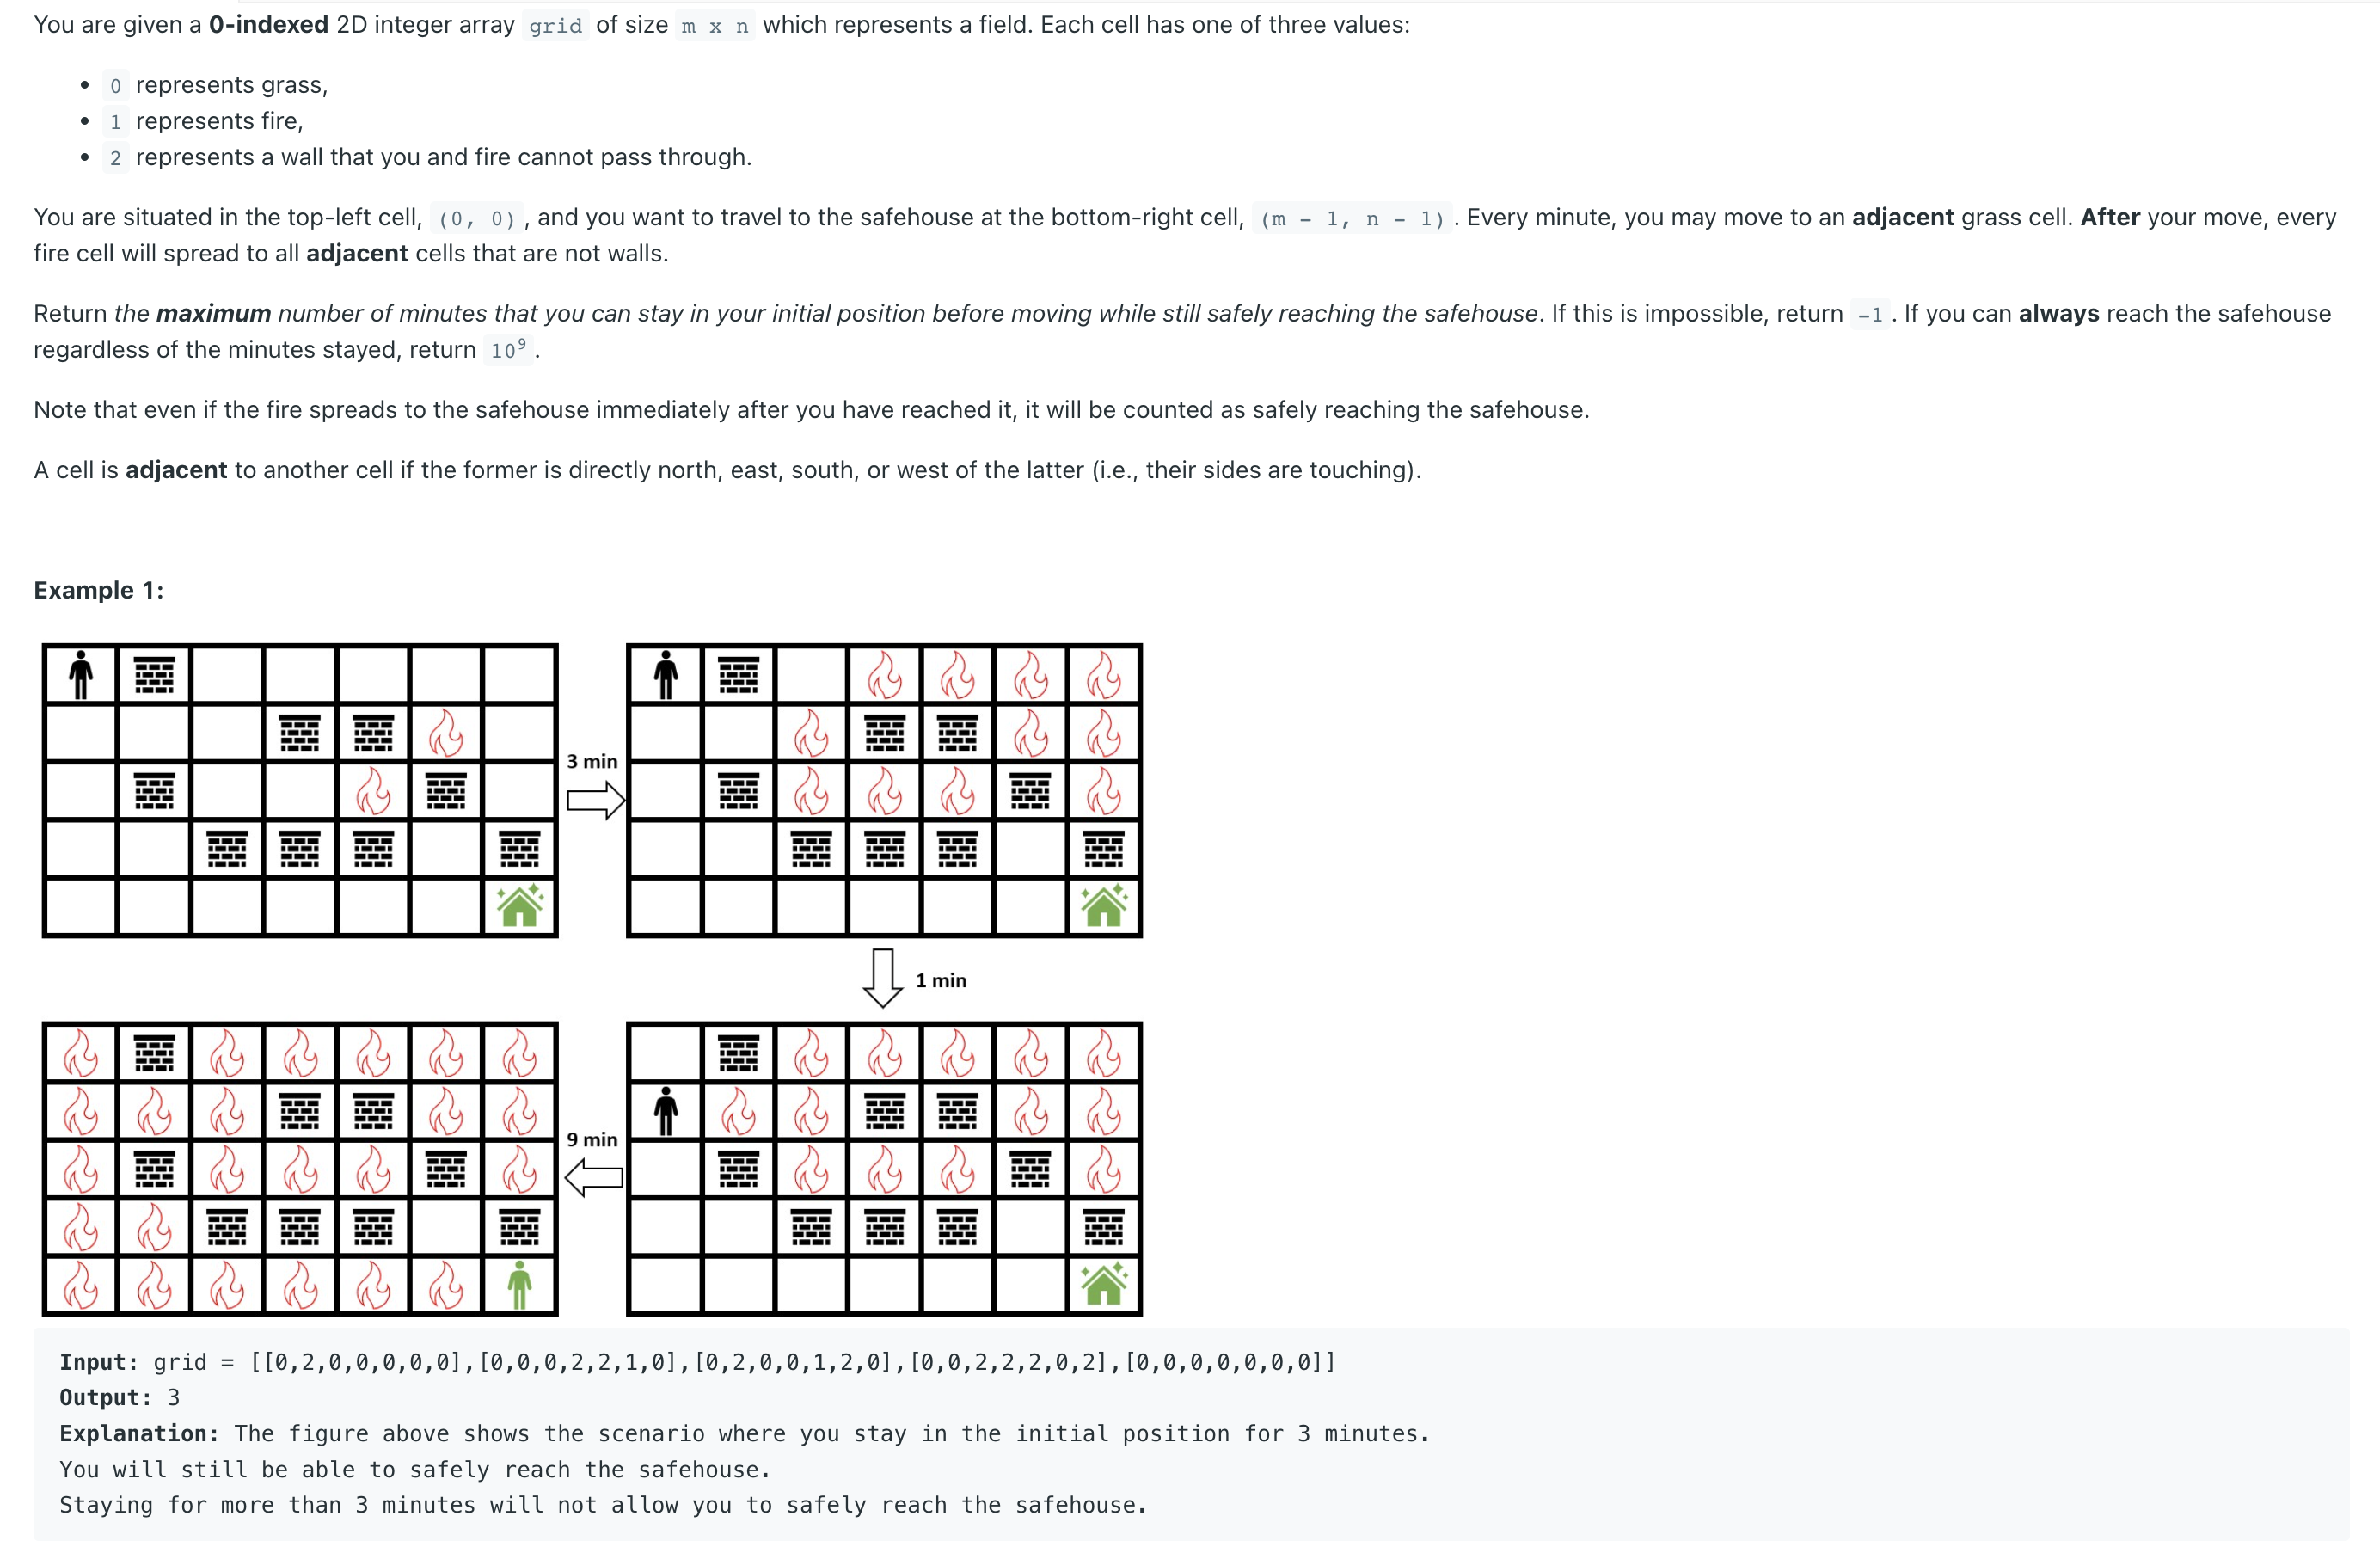 You are given a 0-indexed 2D integer array grid of size m x n which represents a field. Each cell has one of three values:
• 0 represents grass,
• 1 represents fire,
• 2 represents a wall that you and fire cannot pass through.
You are situated in the top-left cell, (0, 0), and you want to travel to the safehouse at the bottom-right cell, (m - 1, n - 1). Every minute, you may move to an adjacent grass cell. After your move, every
fire cell will spread to all adjacent cells that are not walls.
Return the maximum number of minutes that you can stay in your initial position before moving while still safely reaching the safehouse. If this is impossible, return -1. If you can always reach the safehouse
regardless of the minutes stayed, return 10⁹.
Note that even if the fire spreads to the safehouse immediately after you have reached it, it will be counted as safely reaching the safehouse.
A cell is adjacent to another cell if the former is directly north, east, south, or west of the latter (i.e., their sides are touching).
Example 1:
3 min
1 min
9 min
Input: grid = [[0,2,0,0,0,0,0],[0,0,0,2,2,1,0],[0,2,0,0,1,2,0],[0,0,2,2,2,0,2],[0,0,0,0,0,0,0]]
Output: 3
Explanation: The figure above shows the scenario where you stay in the initial position for 3 minutes.
You will still be able to safely reach the safehouse.
Staying for more than 3 minutes will not allow you to safely reach the safehouse.